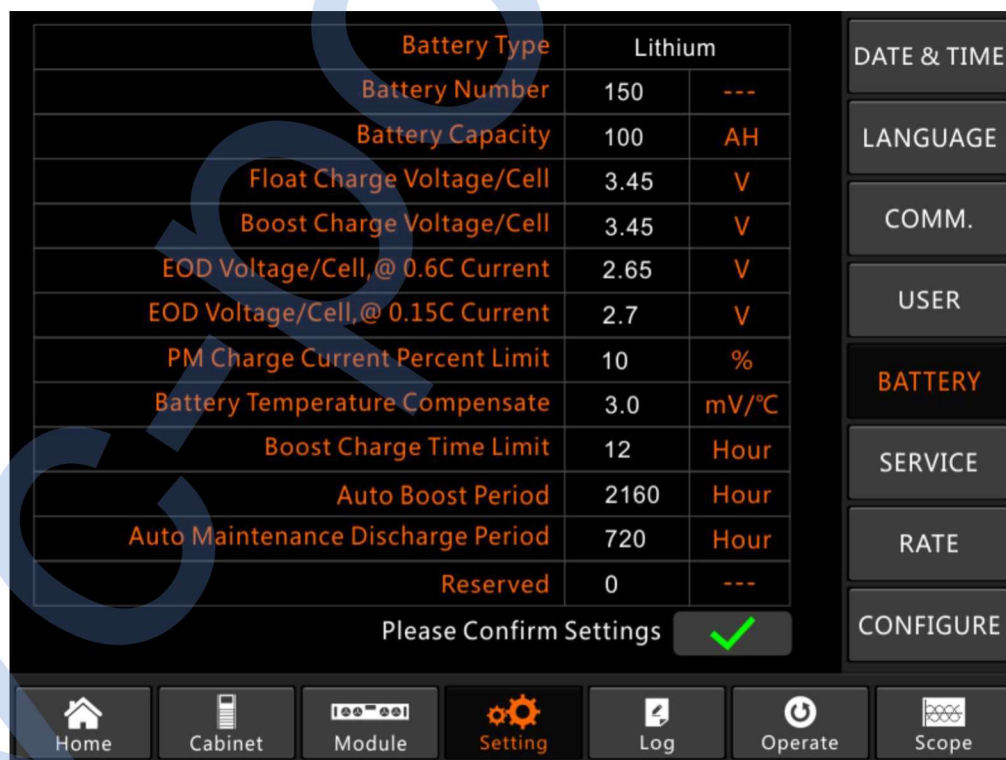 Battery Type Lithium
Battery Number 150 ---
Battery Capacity 100 AH
Float Charge Voltage/Cell 3.45 V
Boost Charge Voltage/Cell 3.45 V
EOD Voltage/Cell,@ 0.6C Current 2.65 V
EOD Voltage/Cell,@ 0.15C Current 2.7 V
PM Charge Current Percent Limit 10 %
Battery Temperature Compensate 3.0 mV/℃
Boost Charge Time Limit 12 Hour
Auto Boost Period 2160 Hour
Auto Maintenance Discharge Period 720 Hour
Reserved 0 ---
Please Confirm Settings
DATE & TIME
LANGUAGE
COMM.
USER
BATTERY
SERVICE
RATE
CONFIGURE
Home Cabinet Module Setting Log Operate Scope